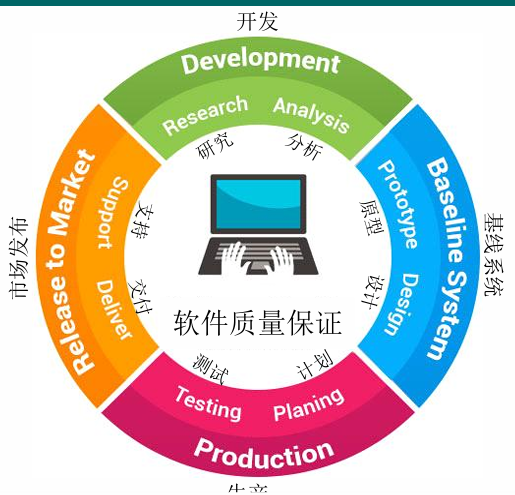 开发
Development
Research
Analysis
研究
分析
Baseline System
基线系统
Prototype
原型
Design
设计
Release to Market
市场发布
Support
支持
Deliver
交付
软件质量保证
测试
计划
Testing
Planing
Production
生产